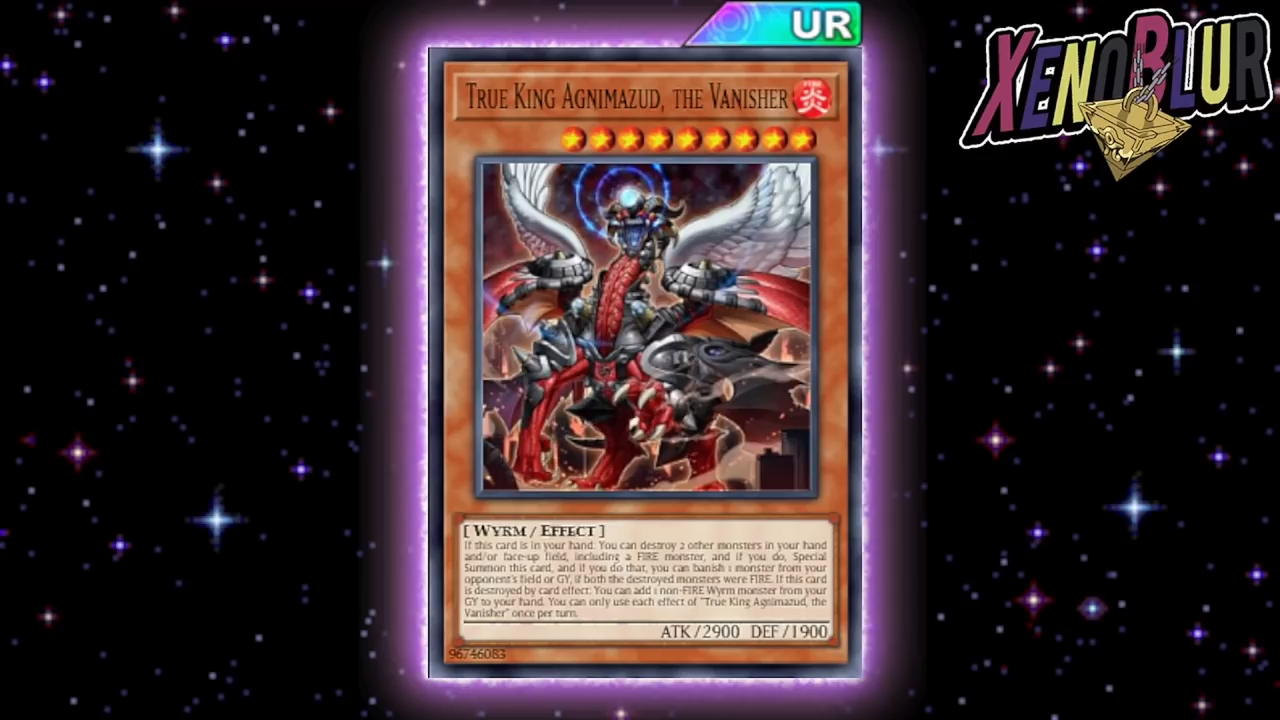 UR
XENOBLUR
TRUE KING AGNIMAZUD, THE VANISHER
FIRE
炎
[ WYRM / EFFECT ]
If this card is in your hand: You can destroy 2 other monsters in your hand
and/or face-up field, including a FIRE monster, and if you do, Special
Summon this card, and if you do that, you can banish 1 monster from your
opponent's field or GY, if both the destroyed monsters were FIRE. If this card
is destroyed by card effect: You can add 1 non-FIRE Wyrm monster from your
GY to your hand. You can only use each effect of "True King Agnimazud, the
Vanisher" once per turn.
ATK/2900 DEF/1900
96746083